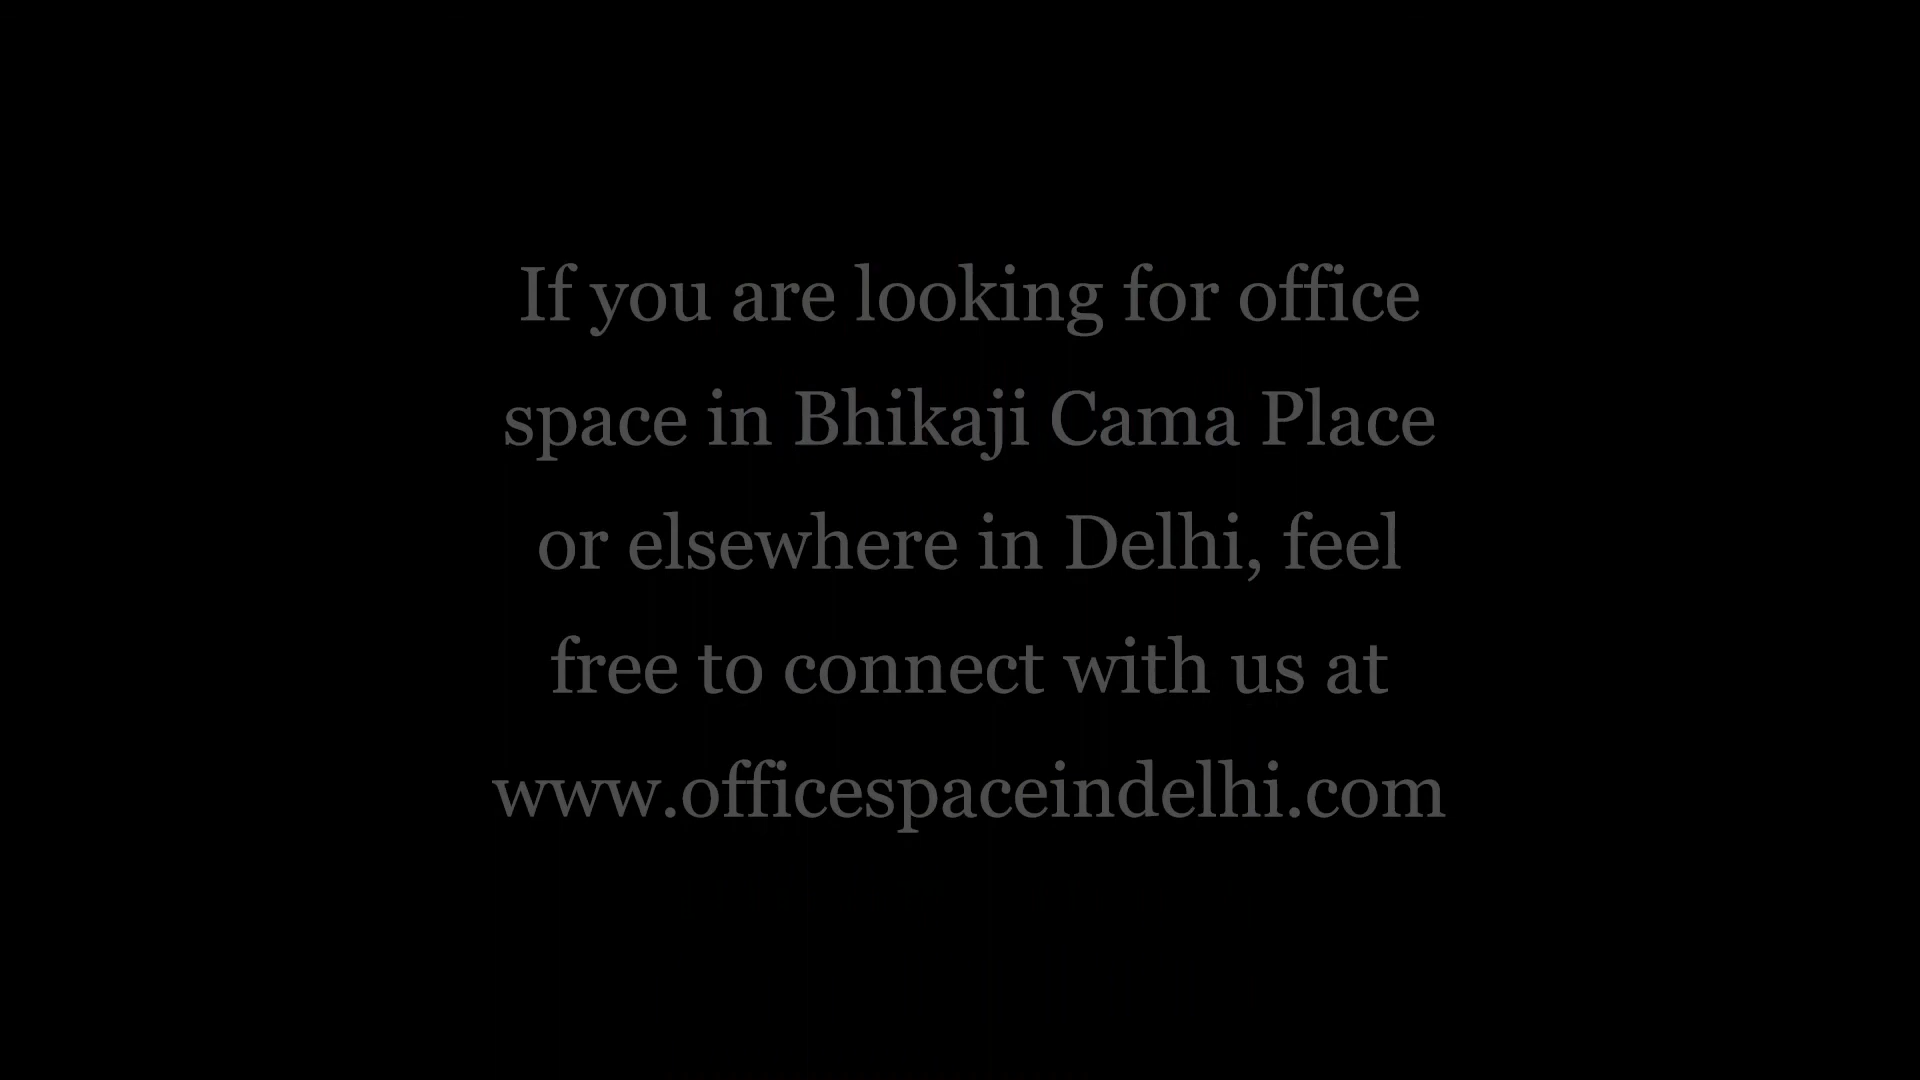 If you are looking for office
space in Bhikaji Cama Place
or elsewhere in Delhi, feel
free to connect with us at
www.officespaceindelhi.com